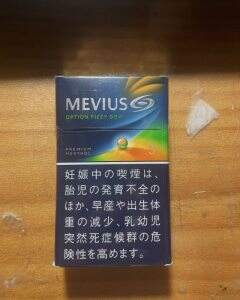 MEVIUS
OPTION FIZZY
PREMIUM
MENTHOL
妊娠中の喫煙は、
胎児の発育不全の
ほか、早産や出生体
重の減少、乳幼児
突然死症候群の危
険性を高めます。